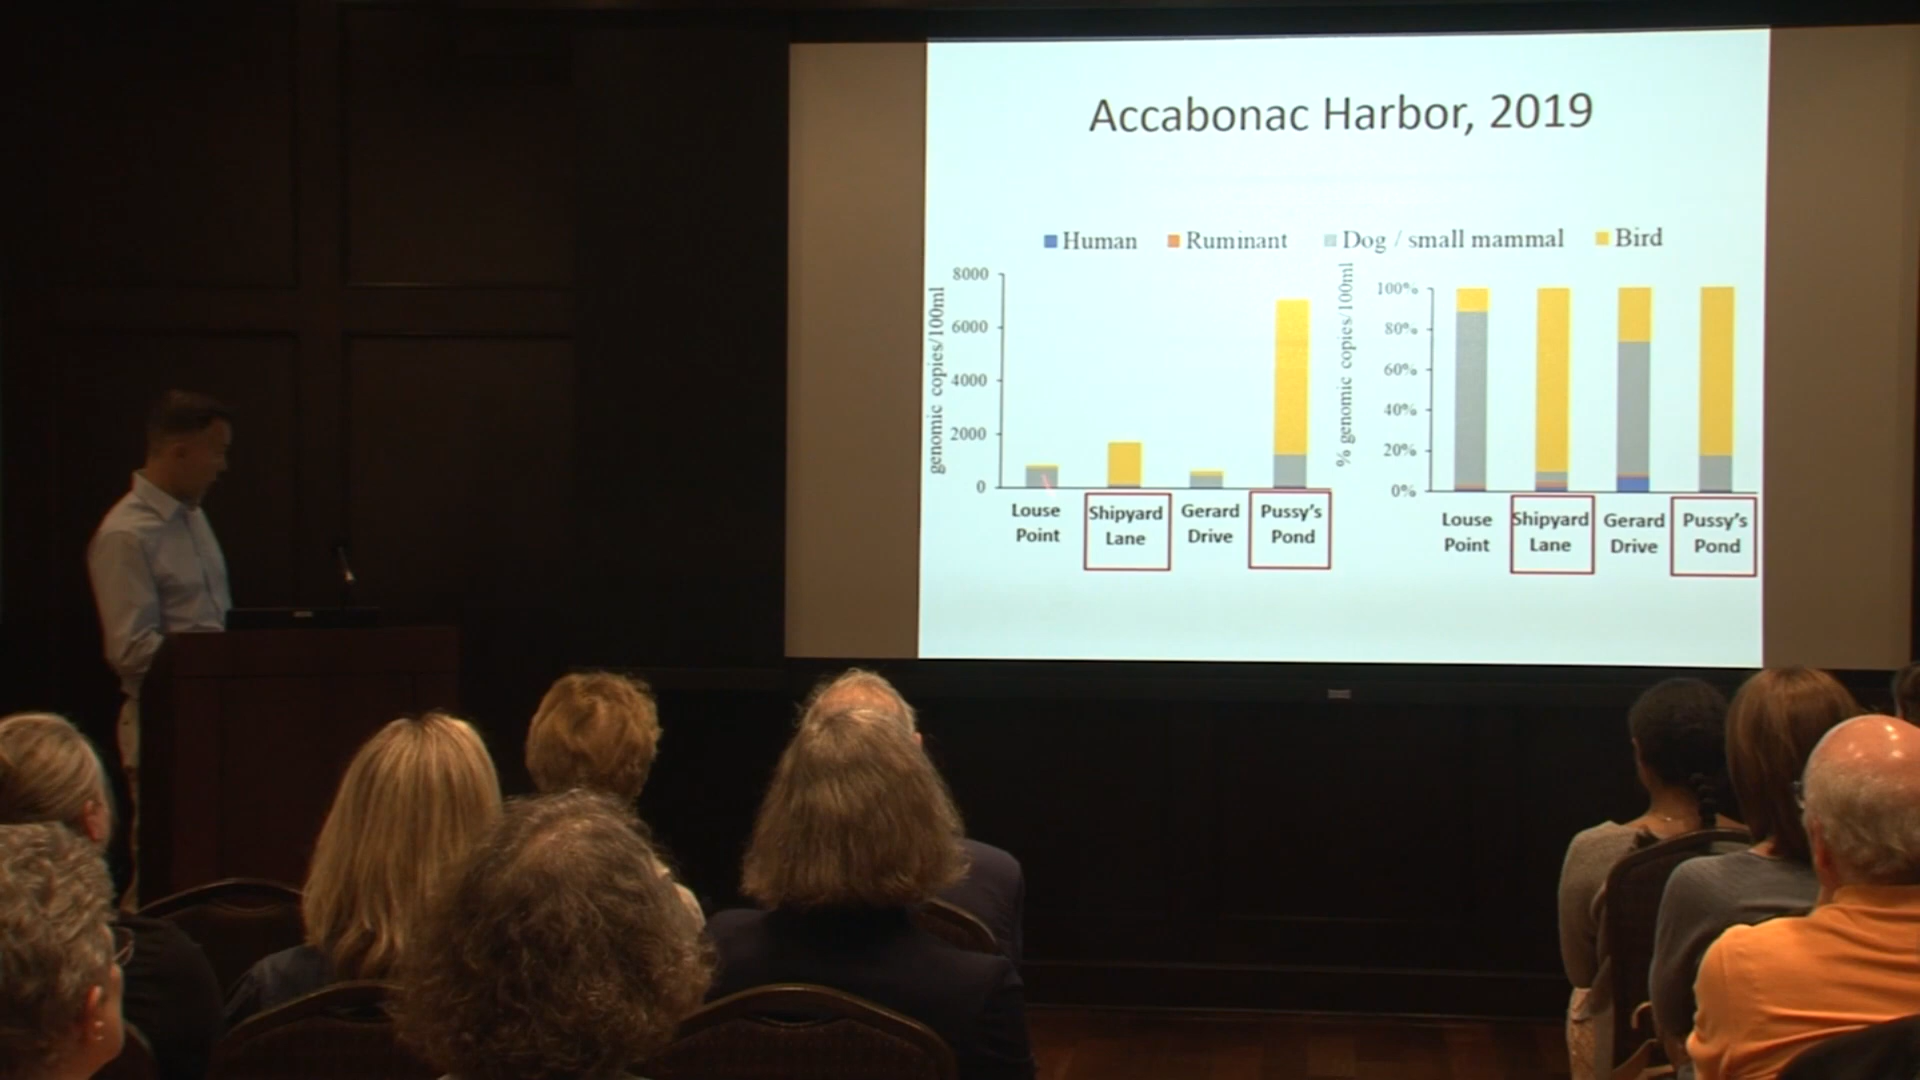 Accabonac Harbor, 2019
Human Ruminant Dog / small mammal Bird
genomic copies/100ml
8000
6000
4000
2000
0
Louse Point
Shipyard Lane
Gerard Drive
Pussy's Pond
% genomic copies/100ml
100%
80%
60%
40%
20%
0%
Louse Point
Shipyard Lane
Gerard Drive
Pussy's Pond